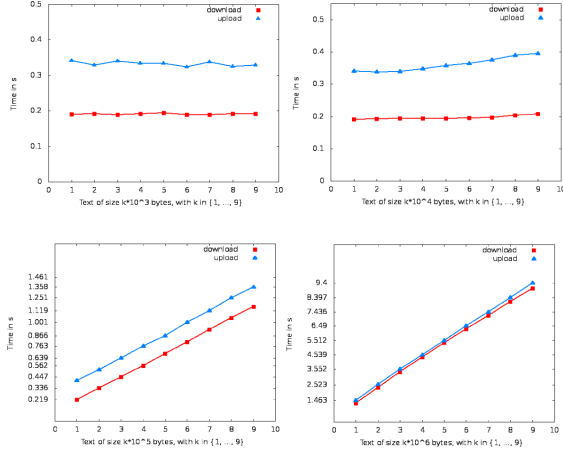 0.5
0.4
0.3
0.2
0.1
0
Time in s
download
upload
0 1 2 3 4 5 6 7 8 9 10
Text of size k*10^3 bytes, with k in {1, ..., 9}
0.5
0.4
0.3
0.2
0.1
0
Time in s
download
upload
0 1 2 3 4 5 6 7 8 9 10
Text of size k*10^4 bytes, with k in {1, ..., 9}
1.461
1.358
1.251
1.119
1.001
0.866
0.763
0.639
0.562
0.447
0.336
0.219
Time in s
download
upload
0 1 2 3 4 5 6 7 8 9 10
Text of size k*10^5 bytes, with k in {1, ..., 9}
9.4
8.397
7.436
6.49
5.512
4.539
3.552
2.523
1.463
Time in s
download
upload
0 1 2 3 4 5 6 7 8 9 10
Text of size k*10^6 bytes, with k in {1, ..., 9}